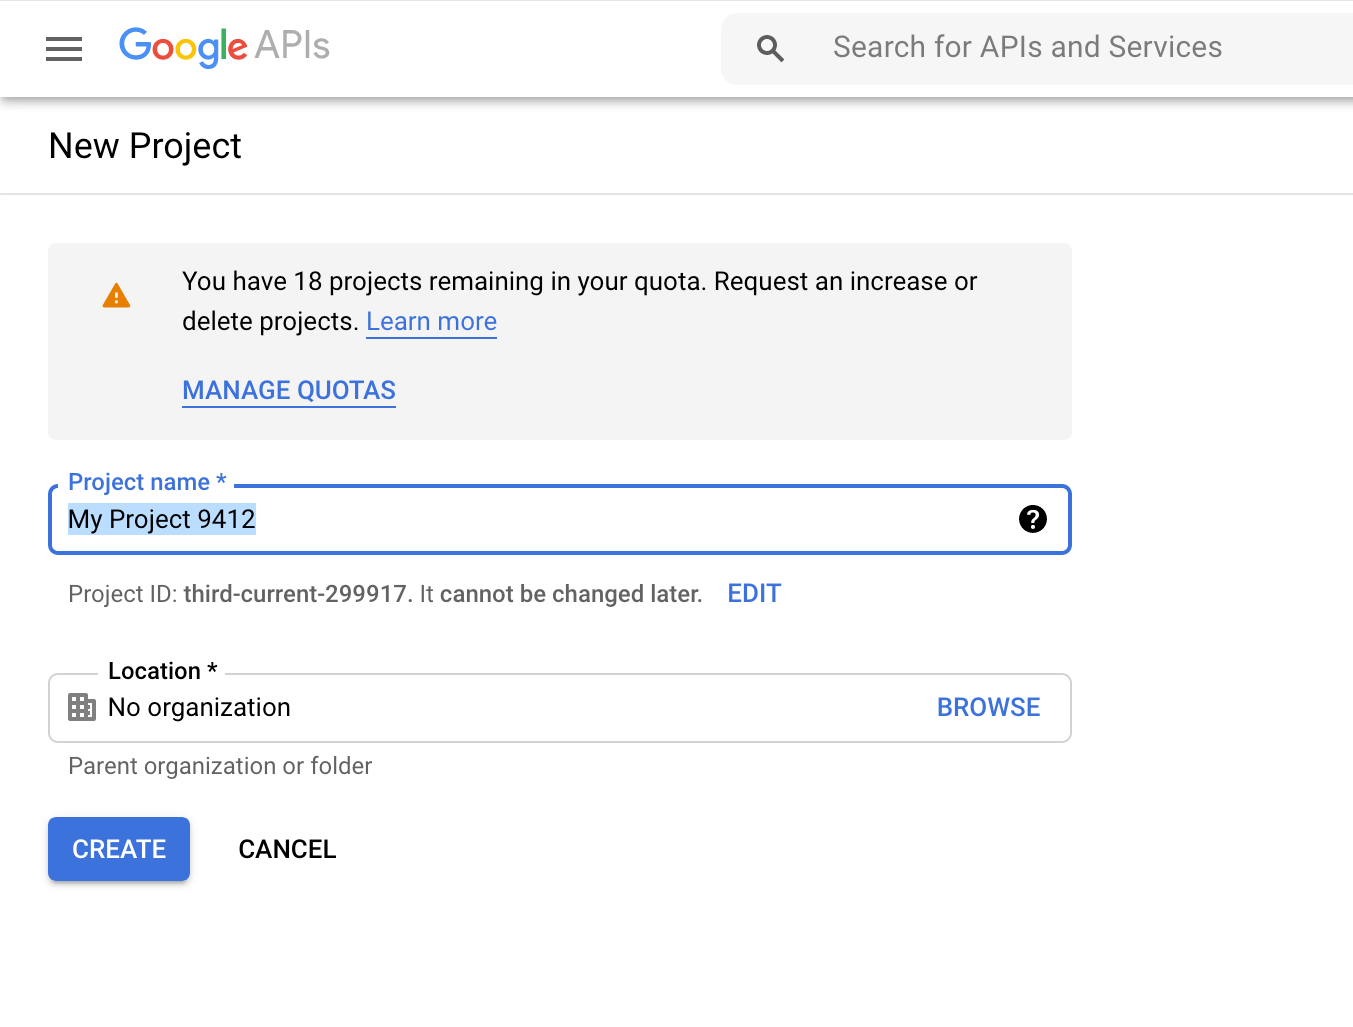 Google APIs
Search for APIs and Services
New Project
You have 18 projects remaining in your quota. Request an increase or
delete projects. Learn more
MANAGE QUOTAS
Project name *
My Project 9412
Project ID: third-current-299917. It cannot be changed later. EDIT
Location *
No organization BROWSE
Parent organization or folder
CREATE CANCEL